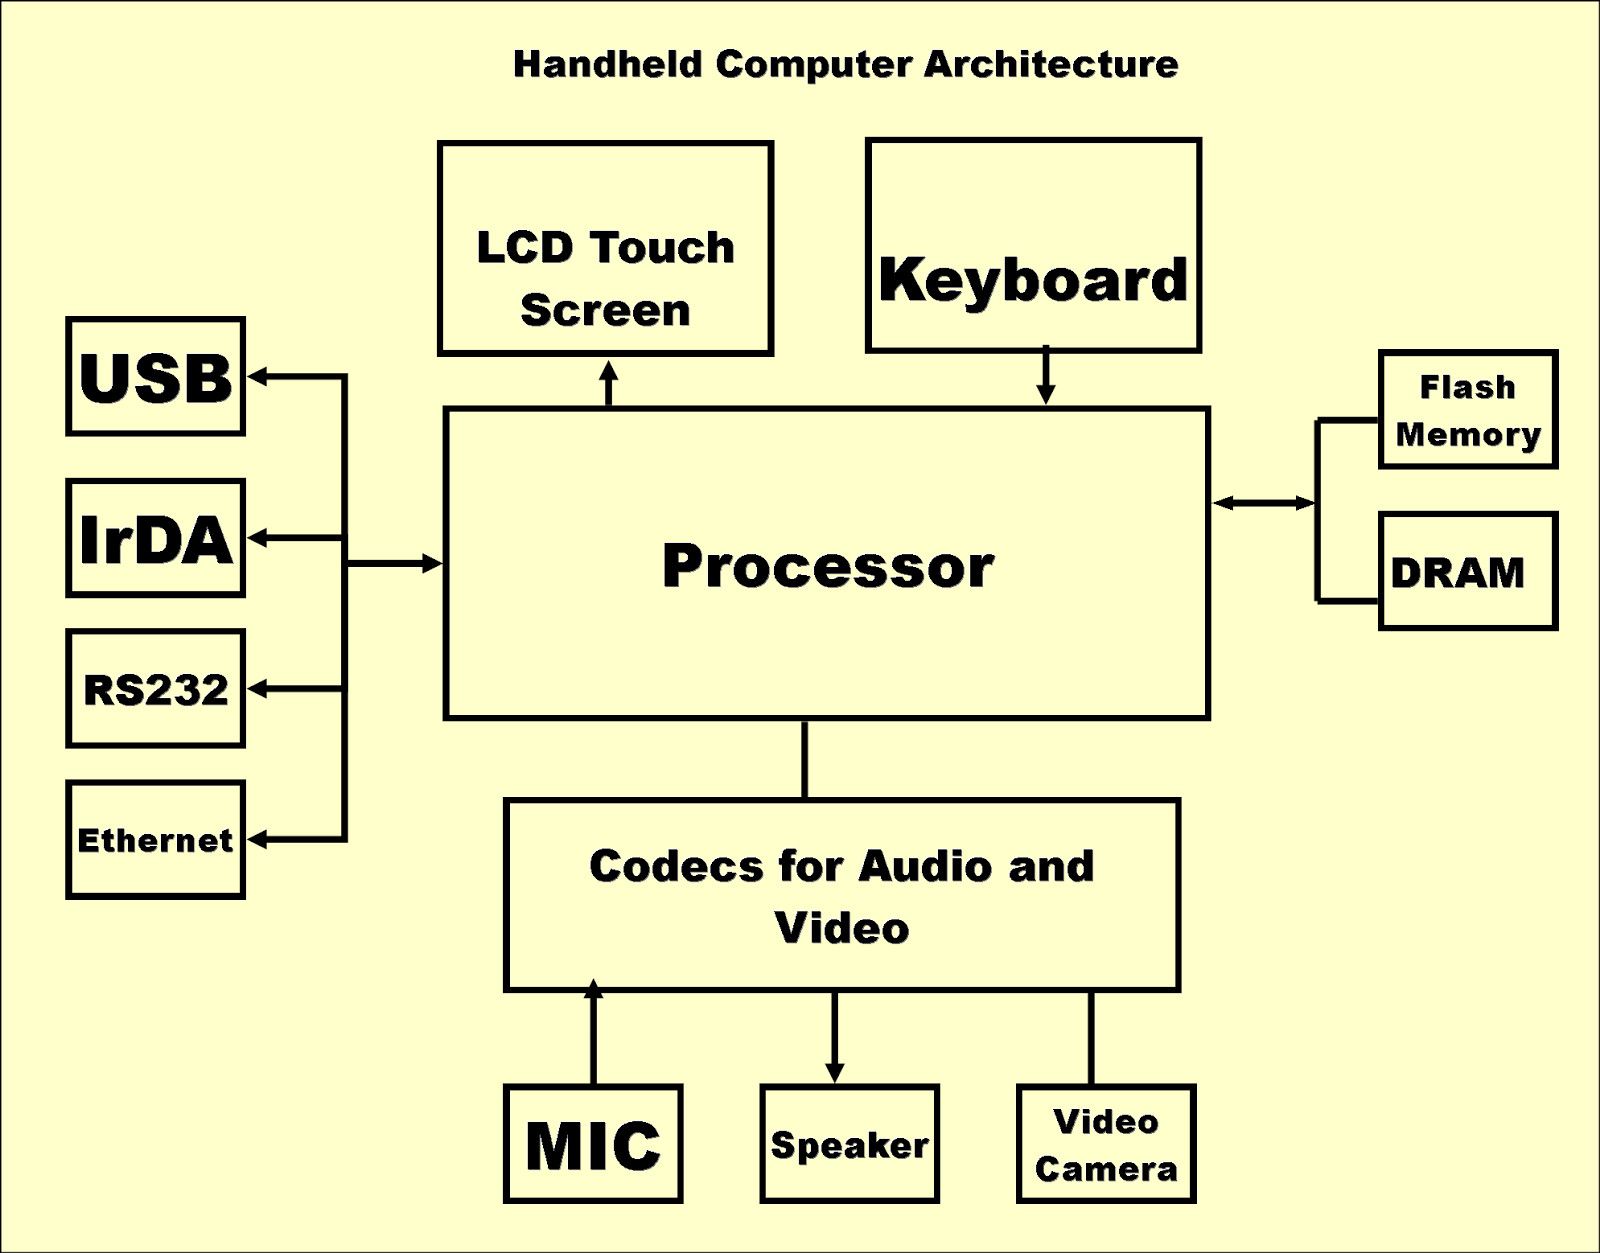 Handheld Computer Architecture
LCD Touch
Screen
Keyboard
USB
IrDA
RS232
Ethernet
Processor
Flash
Memory
DRAM
Codecs for Audio and
Video
MIC
Speaker
Video
Camera